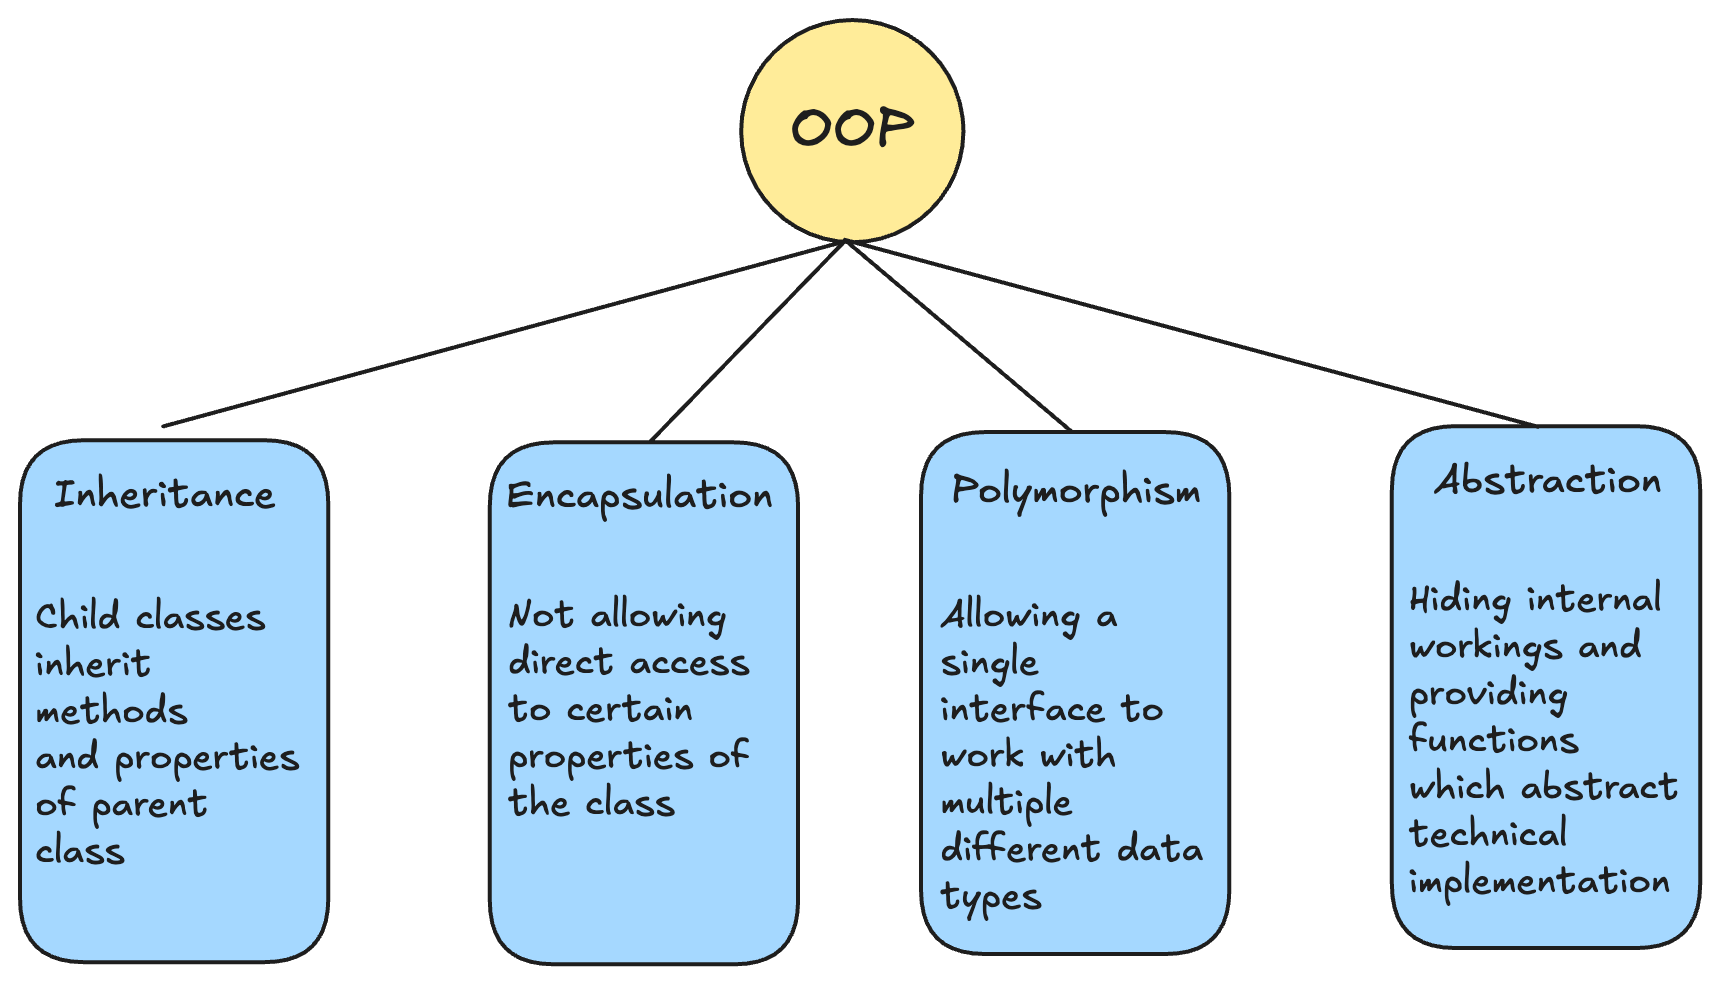 OOP
Inheritance
Child classes
inherit
methods
and properties
of parent
class
Encapsulation
Not allowing
direct access
to certain
properties of
the class
Polymorphism
Allowing a
single
interface to
work with
multiple
different data
types
Abstraction
Hiding internal
workings and
providing
functions
which abstract
technical
implementation